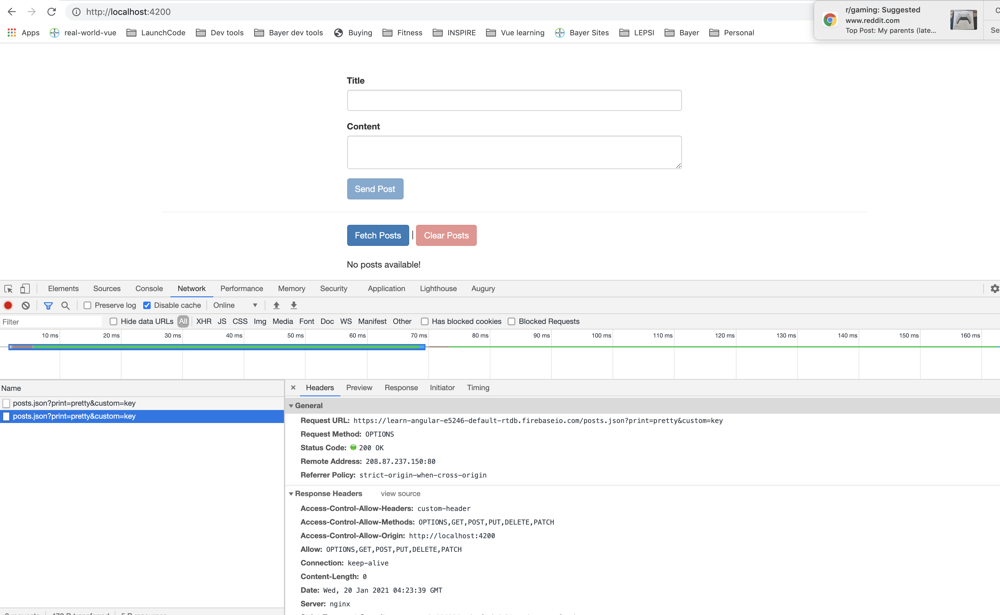 http://localhost:4200
r/gaming: Suggested
www.reddit.com
Top Post: My parents (late...
Apps real-world-vue LaunchCode Dev tools Bayer dev tools Buying Fitness INSPIRE Vue learning Bayer Sites LEPSI Bayer Personal
Title
Content
Send Post
Fetch Posts | Clear Posts
No posts available!
Elements Sources Console Network Performance Memory Security Application Lighthouse Augury
Preserve log Disable cache Online
Filter Hide data URLs All XHR JS CSS Img Media Font Doc WS Manifest Other Has blocked cookies Blocked Requests
10 ms 20 ms 30 ms 40 ms 50 ms 60 ms 70 ms 80 ms 90 ms 100 ms 110 ms 120 ms 130 ms 140 ms 150 ms 160 ms
Name
posts.json?print=pretty&custom=key
posts.json?print=pretty&custom=key
Headers Preview Response Initiator Timing
General
Request URL: https://learn-angular-e5246-default-rtdb.firebaseio.com/posts.json?print=pretty&custom=key
Request Method: OPTIONS
Status Code: 200 OK
Remote Address: 208.87.237.150:80
Referrer Policy: strict-origin-when-cross-origin
Response Headers view source
Access-Control-Allow-Headers: custom-header
Access-Control-Allow-Methods: OPTIONS,GET,POST,PUT,DELETE,PATCH
Access-Control-Allow-Origin: http://localhost:4200
Allow: OPTIONS,GET,POST,PUT,DELETE,PATCH
Connection: keep-alive
Content-Length: 0
Date: Wed, 20 Jan 2021 04:23:39 GMT
Server: nginx